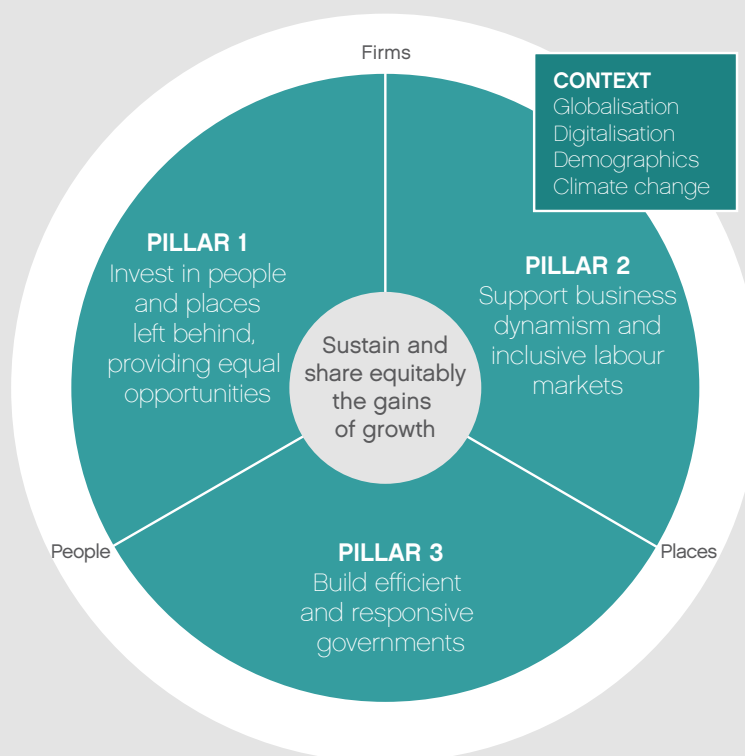 Firms
CONTEXT
Globalisation
Digitalisation
Demographics
Climate change
PILLAR 1
Invest in people
and places
left behind,
providing equal
opportunities
PILLAR 2
Support business
dynamism and
inclusive labour
markets
Sustain and
share equitably
the gains
of growth
People
Places
PILLAR 3
Build efficient
and responsive
governments